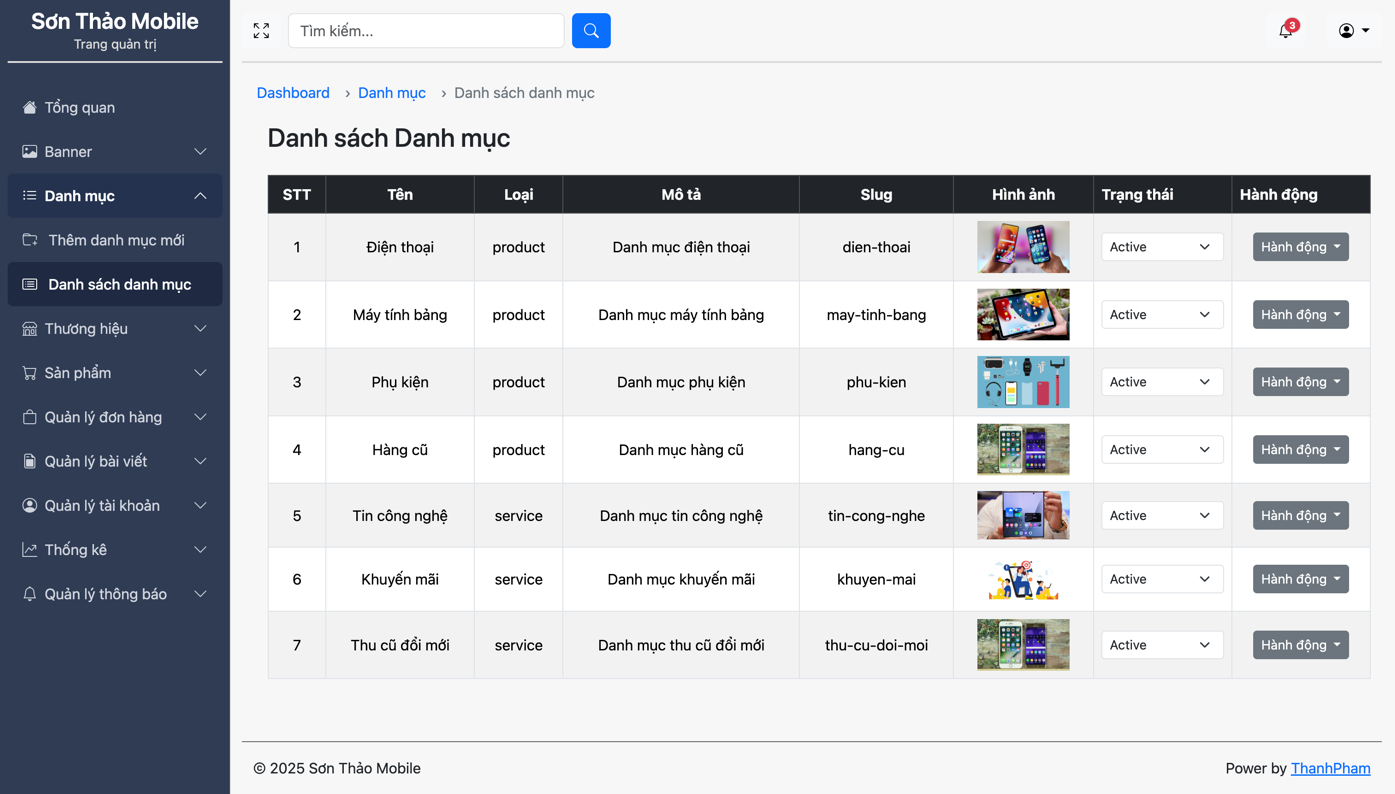 Sơn Thảo Mobile
Trang quản trị
Tổng quan
Banner
Danh mục
Thêm danh mục mới
Danh sách danh mục
Thương hiệu
Sản phẩm
Quản lý đơn hàng
Quản lý bài viết
Quản lý tài khoản
Thống kê
Quản lý thông báo
Tìm kiếm...
3
Dashboard › Danh mục › Danh sách danh mục
Danh sách Danh mục
STT Tên Loại Mô tả Slug Hình ảnh Trạng thái Hành động
1 Điện thoại product Danh mục điện thoại dien-thoai Active Hành động
2 Máy tính bảng product Danh mục máy tính bảng may-tinh-bang Active Hành động
3 Phụ kiện product Danh mục phụ kiện phu-kien Active Hành động
4 Hàng cũ product Danh mục hàng cũ hang-cu Active Hành động
5 Tin công nghệ service Danh mục tin công nghệ tin-cong-nghe Active Hành động
6 Khuyến mãi service Danh mục khuyến mãi khuyen-mai Active Hành động
7 Thu cũ đổi mới service Danh mục thu cũ đổi mới thu-cu-doi-moi Active Hành động
© 2025 Sơn Thảo Mobile
Power by ThanhPham